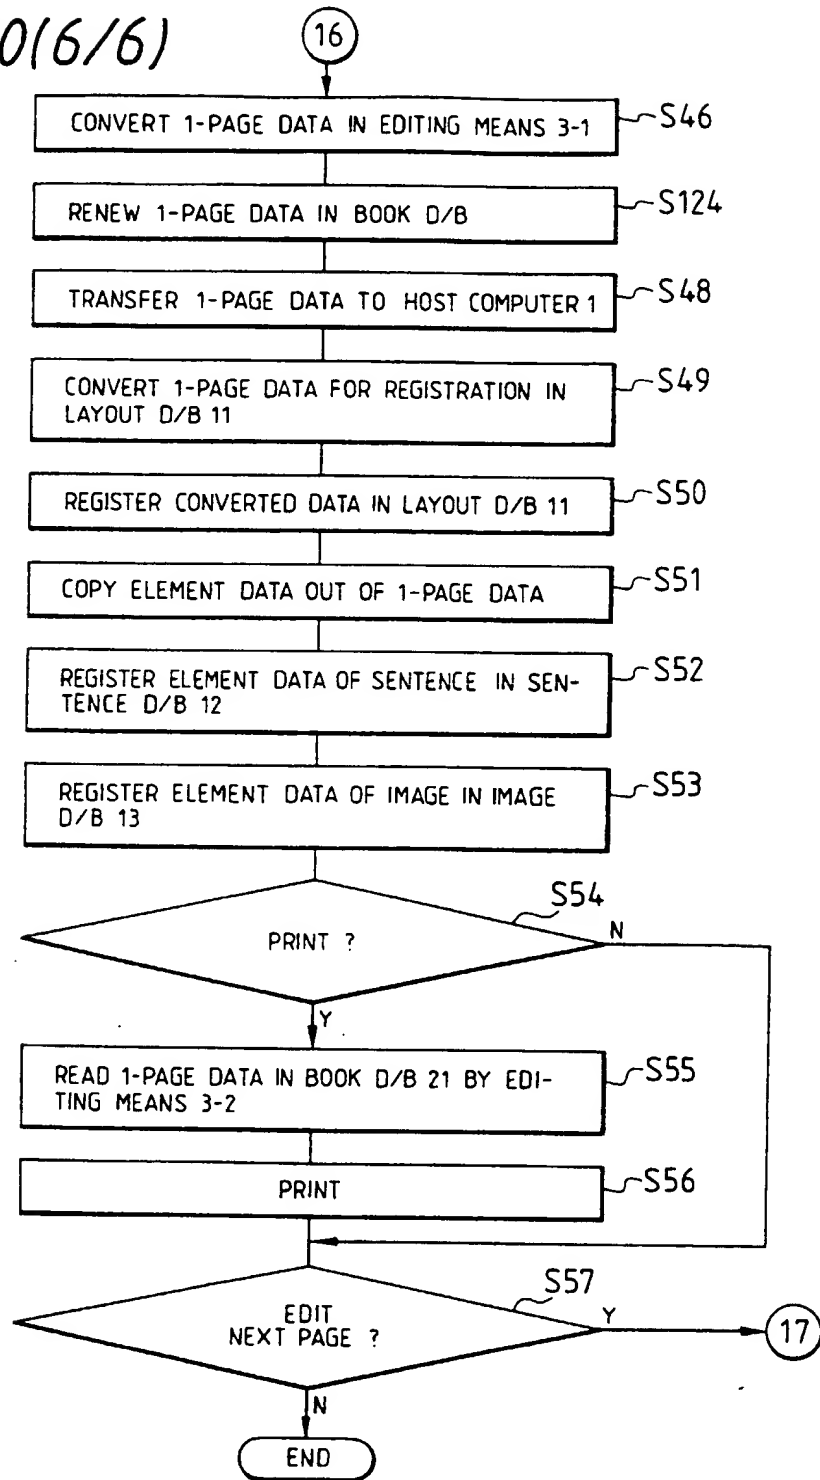 0(6/6)
16
CONVERT 1-PAGE DATA IN EDITING MEANS 3-1
S46
RENEW 1-PAGE DATA IN BOOK D/B
S124
TRANSFER 1-PAGE DATA TO HOST COMPUTER 1
S48
CONVERT 1-PAGE DATA FOR REGISTRATION IN
LAYOUT D/B 11
S49
REGISTER CONVERTED DATA IN LAYOUT D/B 11
S50
COPY ELEMENT DATA OUT OF 1-PAGE DATA
S51
REGISTER ELEMENT DATA OF SENTENCE IN SEN-
TENCE D/B 12
S52
REGISTER ELEMENT DATA OF IMAGE IN IMAGE
D/B 13
S53
S54
PRINT ?
N
Y
READ 1-PAGE DATA IN BOOK D/B 21 BY EDI-
TING MEANS 3-2
S55
PRINT
S56
S57
EDIT
NEXT PAGE ?
Y
17
N
END